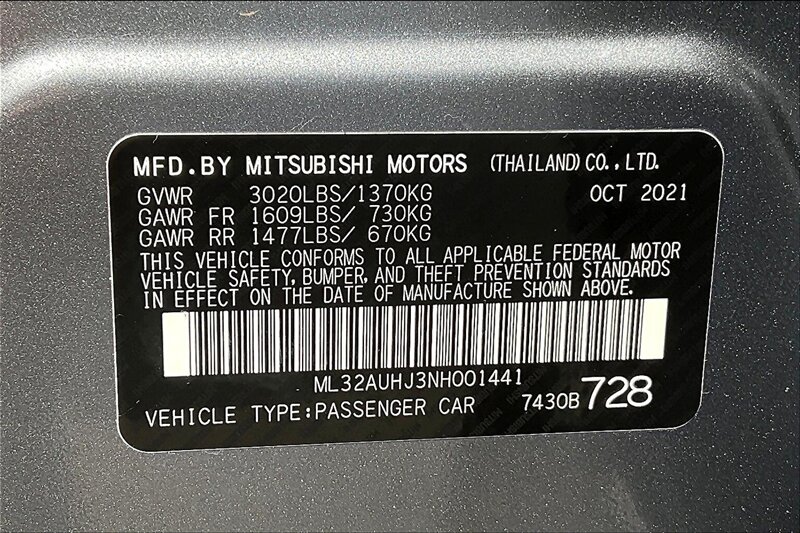 MFD.BY MITSUBISHI MOTORS (THAILAND) CO., LTD.
GVWR 3020LBS/1370KG OCT 2021
GAWR FR 1609LBS/ 730KG
GAWR RR 1477LBS/ 670KG
THIS VEHICLE CONFORMS TO ALL APPLICABLE FEDERAL MOTOR
VEHICLE SAFETY, BUMPER, AND THEFT PREVENTION STANDARDS
IN EFFECT ON THE DATE OF MANUFACTURE SHOWN ABOVE.
ML32AUHJ3NH001441
VEHICLE TYPE:PASSENGER CAR 7430B 728